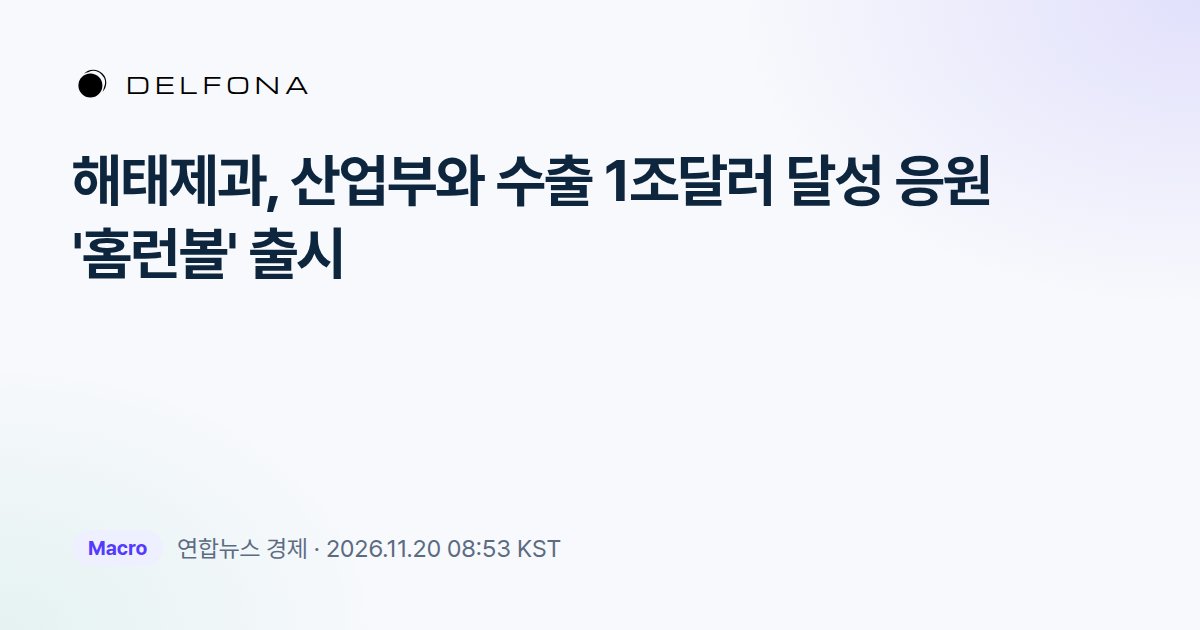 DELFONA
해태제과, 산업부와 수출 1조달러 달성 응원
'홈런볼' 출시
Macro 연합뉴스 경제 · 2026.11.20 08:53 KST